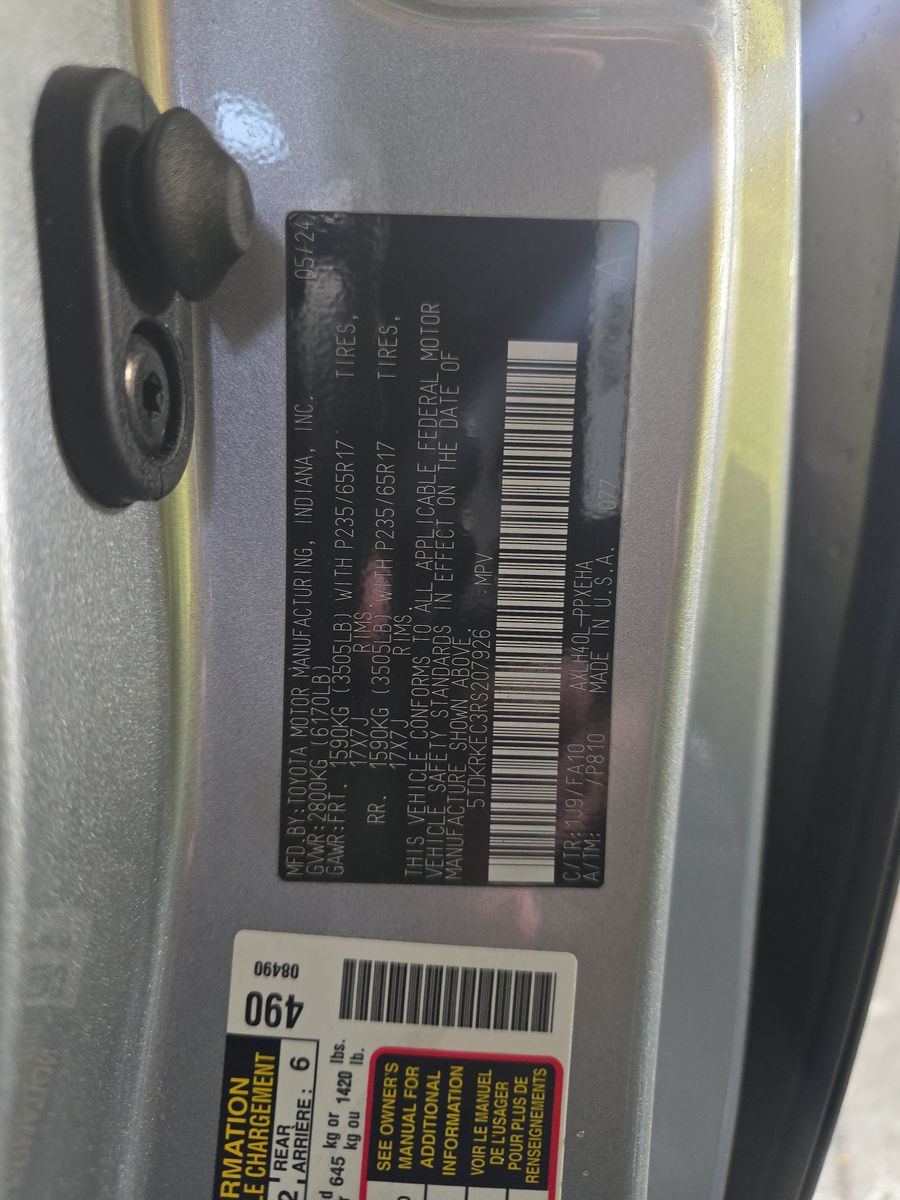 MFD.BY:TOYOTA MOTOR MANUFACTURING, INDIANA, INC. 05/24
GVWR:2800KG (6170LB)
GAWR:FRT. 1590KG (3505LB) WITH P235/65R17 TIRES,
17X7J RIMS.
RR. 1590KG (3505LB) WITH P235/65R17 TIRES,
17X7J RIMS
THIS VEHICLE CONFORMS TO ALL APPLICABLE FEDERAL MOTOR
VEHICLE SAFETY STANDARDS IN EFFECT ON THE DATE OF
MANUFACTURE SHOWN ABOVE.
5TDKRKEC3RS207926 MPV
C/TR:1J9/FA10 AXLH40L-PPXEHA 077
A/TM: /P810 MADE IN U.S.A.
490
08490
RMATION
E CHARGEMENT
2 REAR
ARRIÈRE: 6
645 kg or 1420 lbs.
645 kg ou 1420 lb.
SEE OWNER'S
MANUAL FOR
ADDITIONAL
INFORMATION
VOIR LE MANUEL
DE L'USAGER
POUR PLUS DE
RENSEIGNEMENTS